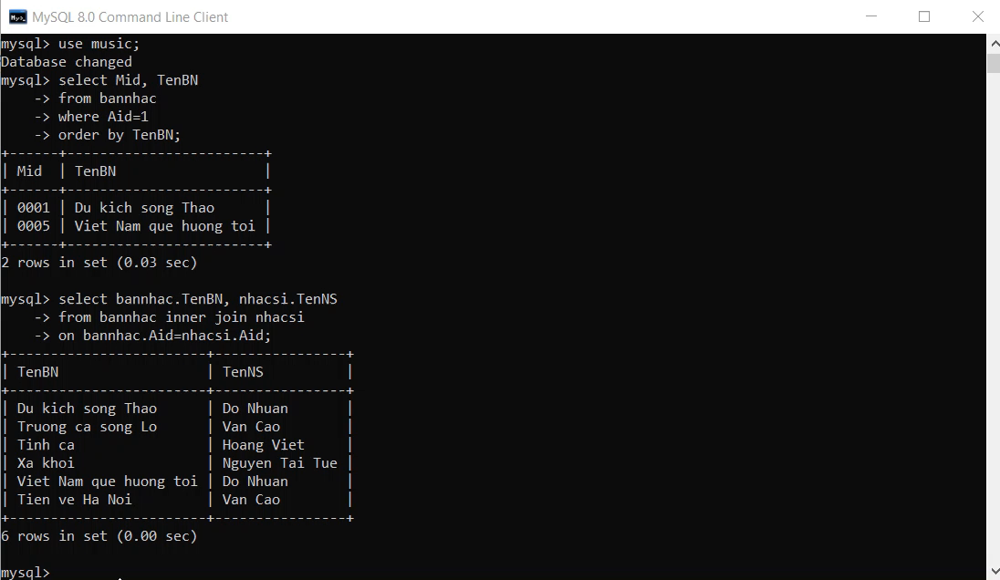 MySQL 8.0 Command Line Client
mysql> use music;
Database changed
mysql> select Mid, TenBN
    -> from bannhac
    -> where Aid=1
    -> order by TenBN;
+------+------------------------+
| Mid  | TenBN                  |
+------+------------------------+
| 0001 | Du kich song Thao      |
| 0005 | Viet Nam que huong toi |
+------+------------------------+
2 rows in set (0.03 sec)

mysql> select bannhac.TenBN, nhacsi.TenNS
    -> from bannhac inner join nhacsi
    -> on bannhac.Aid=nhacsi.Aid;
+------------------------+----------------+
| TenBN                  | TenNS          |
+------------------------+----------------+
| Du kich song Thao      | Do Nhuan       |
| Truong ca song Lo      | Van Cao        |
| Tinh ca                | Hoang Viet     |
| Xa khoi                | Nguyen Tai Tue |
| Viet Nam que huong toi | Do Nhuan       |
| Tien ve Ha Noi         | Van Cao        |
+------------------------+----------------+
6 rows in set (0.00 sec)

mysql>